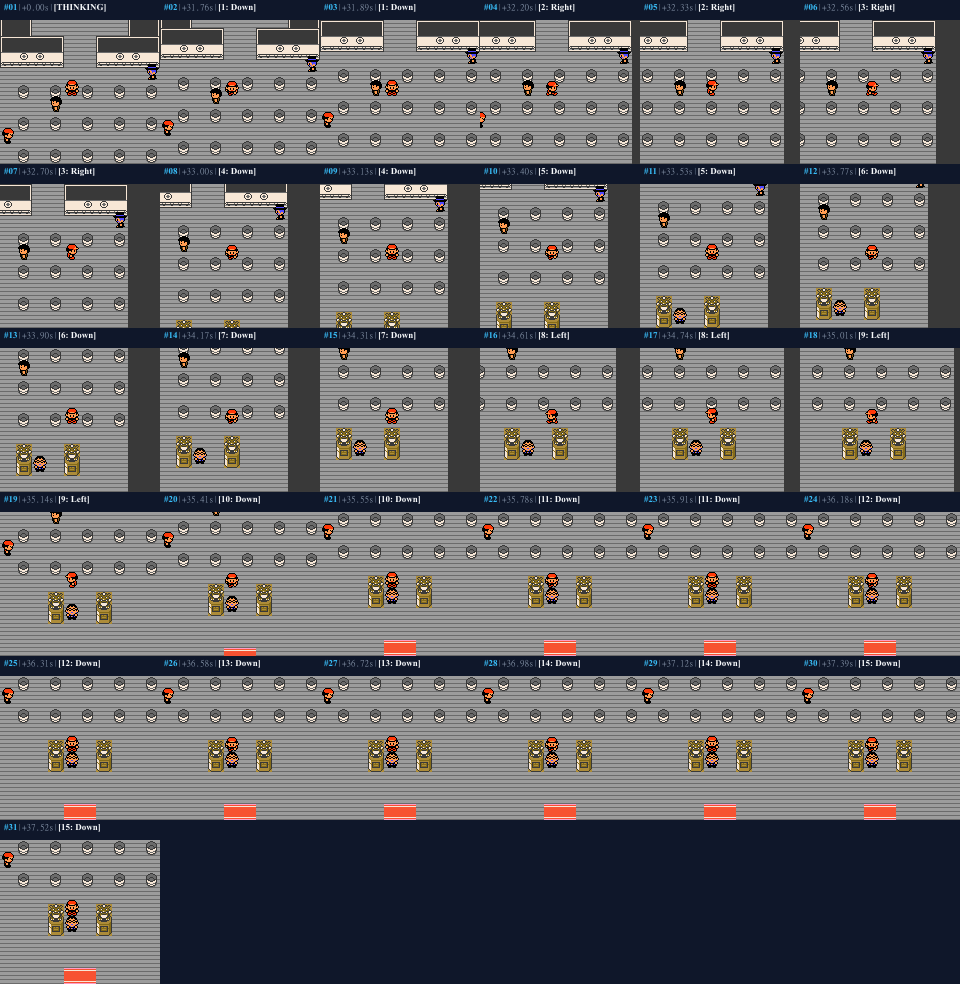 #01|+0.00s|[THINKING] #02|+31.76s|[1: Down] #03|+31.89s|[1: Down] #04|+32.20s|[2: Right] #05|+32.33s|[2: Right] #06|+32.56s|[3: Right]
#07|+32.70s|[3: Right] #08|+33.00s|[4: Down] #09|+33.13s|[4: Down] #10|+33.40s|[5: Down] #11|+33.53s|[5: Down] #12|+33.77s|[6: Down]
#13|+33.90s|[6: Down] #14|+34.17s|[7: Down] #15|+34.31s|[7: Down] #16|+34.61s|[8: Left] #17|+34.74s|[8: Left] #18|+35.01s|[9: Left]
#19|+35.14s|[9: Left] #20|+35.41s|[10: Down] #21|+35.55s|[10: Down] #22|+35.78s|[11: Down] #23|+35.91s|[11: Down] #24|+36.18s|[12: Down]
#25|+36.31s|[12: Down] #26|+36.58s|[13: Down] #27|+36.72s|[13: Down] #28|+36.98s|[14: Down] #29|+37.12s|[14: Down] #30|+37.39s|[15: Down]
#31|+37.52s|[15: Down]